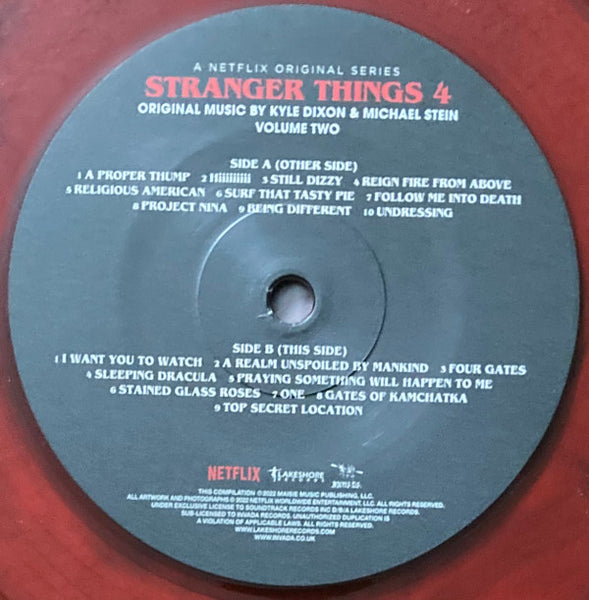 A NETFLIX ORIGINAL SERIES
STRANGER THINGS 4
ORIGINAL MUSIC BY KYLE DIXON & MICHAEL STEIN
VOLUME TWO
SIDE A (OTHER SIDE)
1 A PROPER THUMP 2 Hiiiiiiiiii 3 STILL DIZZY 4 REIGN FIRE FROM ABOVE
5 RELIGIOUS AMERICAN 6 SURF THAT TASTY PIE 7 FOLLOW ME INTO DEATH
8 PROJECT NINA 9 BEING DIFFERENT 10 UNDRESSING
SIDE B (THIS SIDE)
1 I WANT YOU TO WATCH 2 A REALM UNSPOILED BY MANKIND 3 FOUR GATES
4 SLEEPING DRACULA 5 PRAYING SOMETHING WILL HAPPEN TO ME
6 STAINED GLASS ROSES 7 ONE 8 GATES OF KAMCHATKA
9 TOP SECRET LOCATION
NETFLIX LAKESHORE
RECORDS
THIS COMPILATION ©2022 MAISIE MUSIC PUBLISHING, LLC.
ALL ARTWORK AND PHOTOGRAPHS © 2022 NETFLIX WORLDWIDE ENTERTAINMENT, LLC. ALL RIGHTS RESERVED.
UNDER EXCLUSIVE LICENSE TO SOUNDTRACK RECORDS INC D/B/A LAKESHORE RECORDS.
SUB-LICENSED TO INVADA RECORDS. UNAUTHORIZED DUPLICATION IS
A VIOLATION OF APPLICABLE LAWS. ALL RIGHTS RESERVED.
WWW.LAKESHORERECORDS.COM
WWW.INVADA.CO.UK